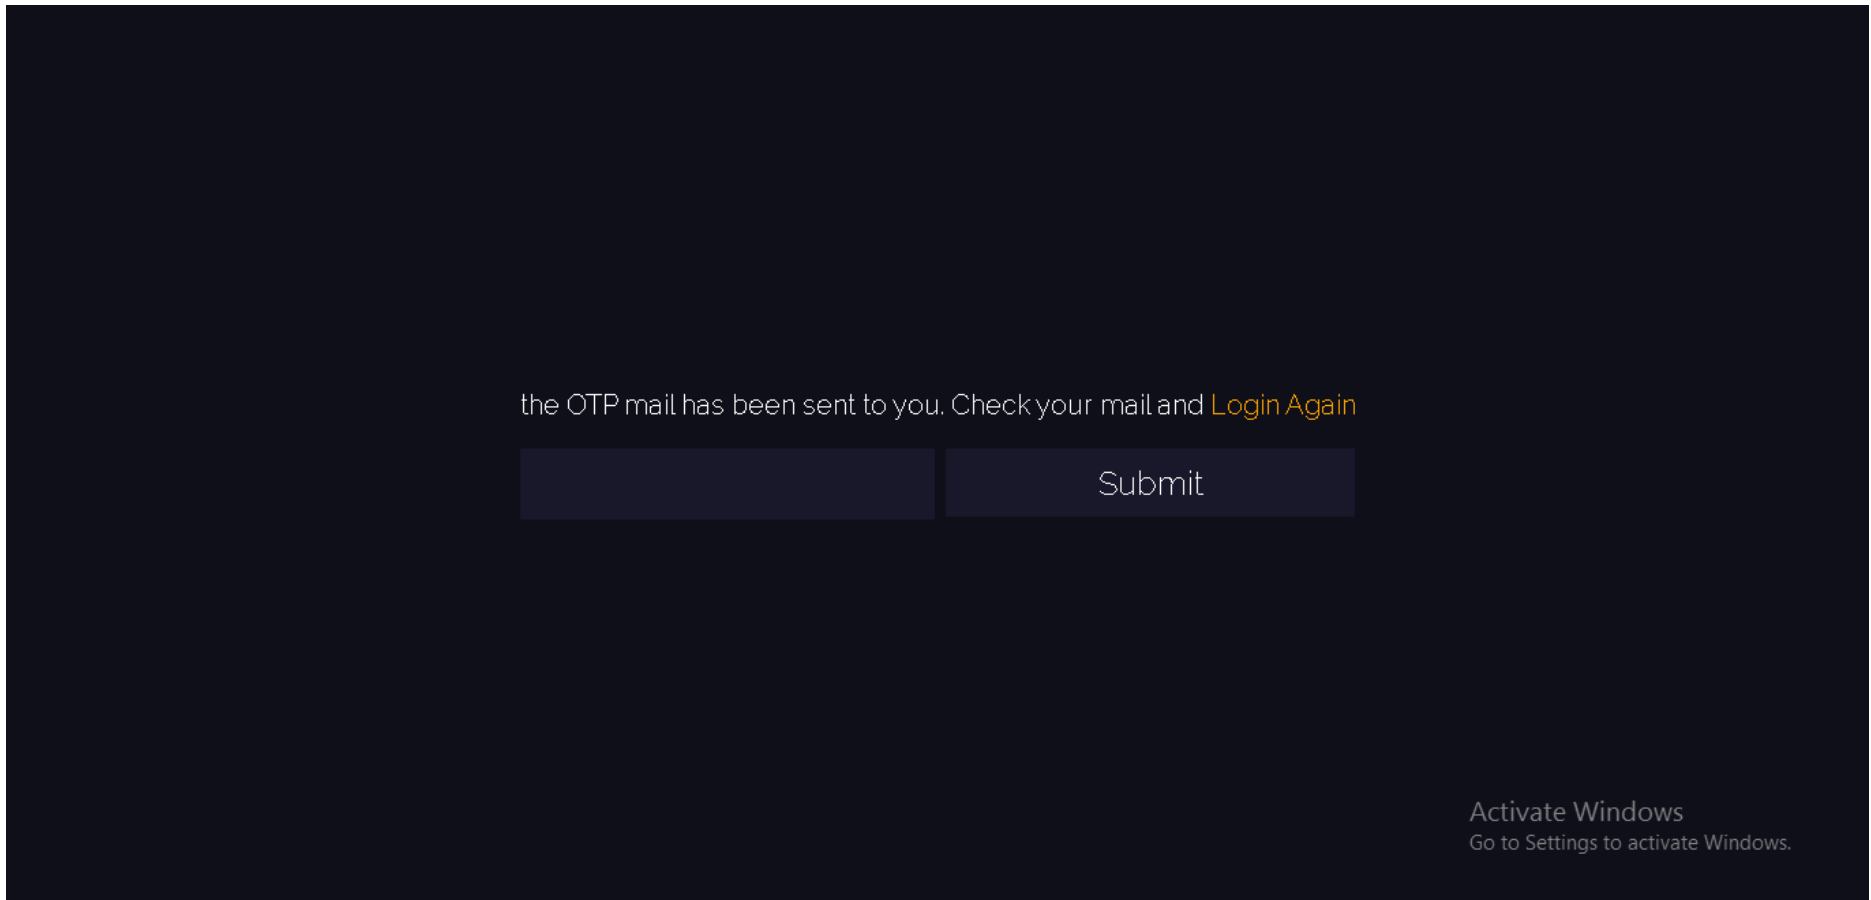 the OTP mail has been sent to you. Check your mail and Login Again
Submit
Activate Windows
Go to Settings to activate Windows.